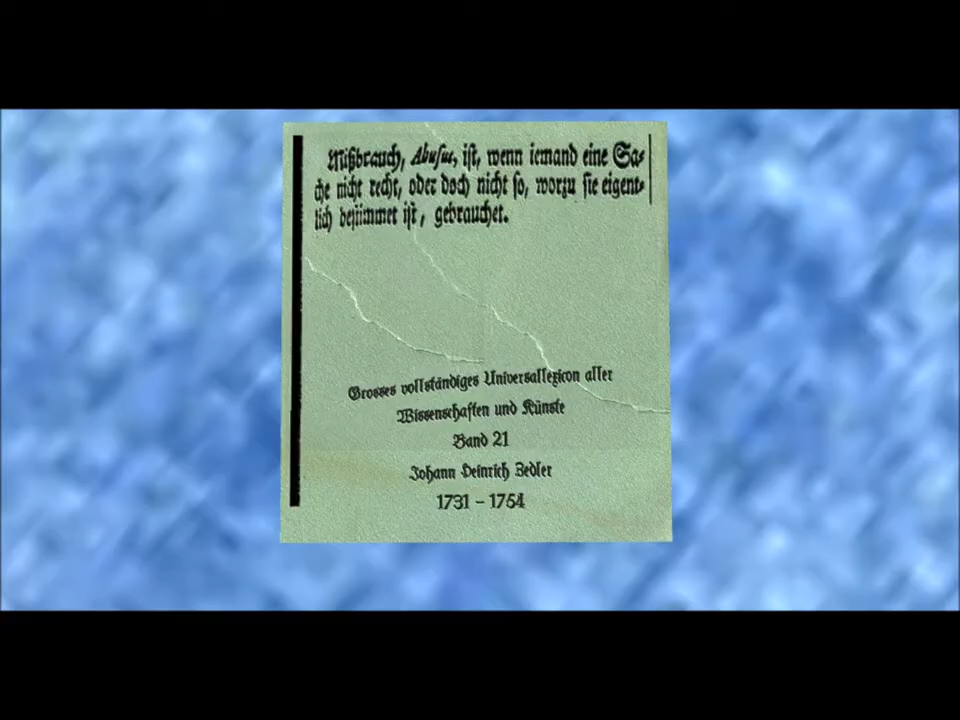 Mißbrauch, Abusus, ist, wenn iemand eine Sa-
che nicht recht, oder doch nicht so, worzu sie eigent-
lich bestimmet ist, gebrauchet.
Grosses vollständiges Universallexicon aller
Wissenschaften und Künste
Band 21
Johann Heinrich Zedler
1731 – 1754